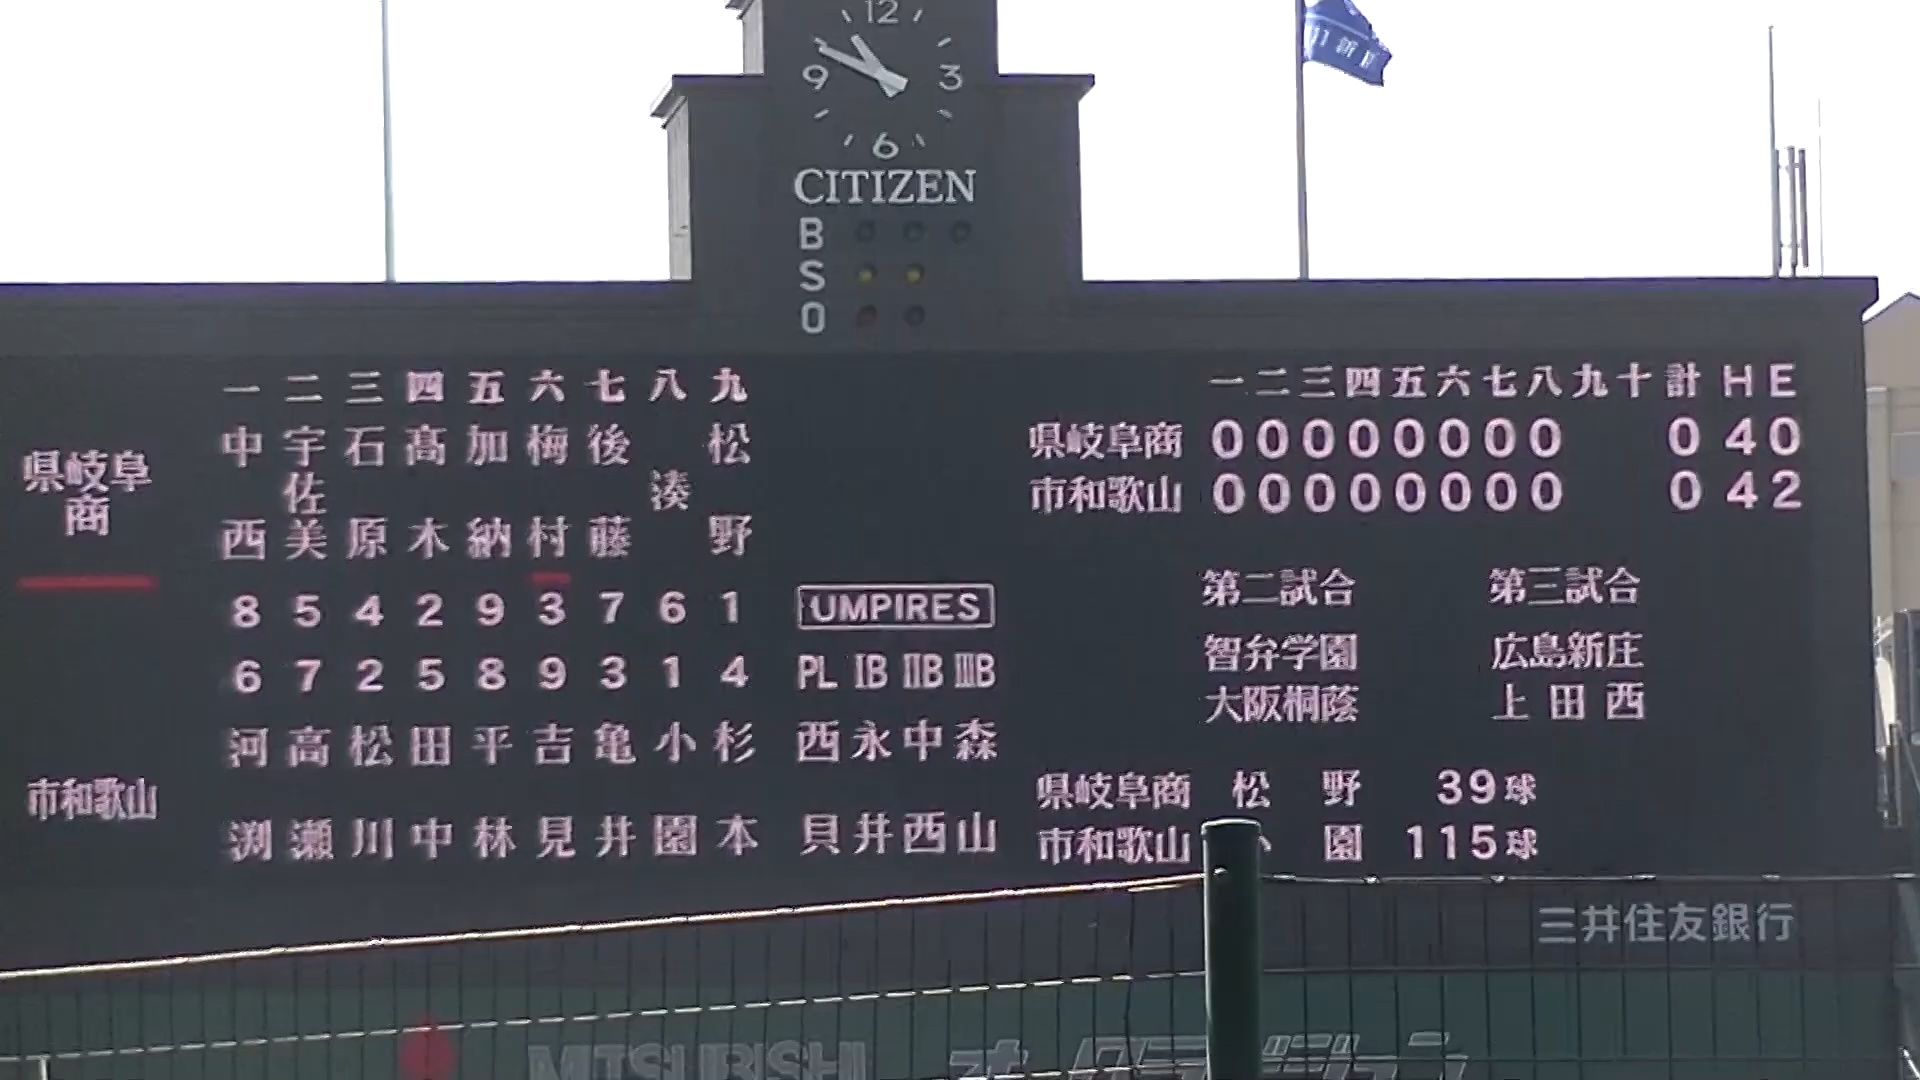 12
9 3
6
CITIZEN
B
S
O
一 二 三 四 五 六 七 八 九
県岐阜商
中西 宇佐美 石原 髙木 加納 梅村 後藤 湊 松野
8 5 4 2 9 3 7 6 1
6 7 2 5 8 9 3 1 4
市和歌山
河渕 高瀬 松川 田中 平林 吉見 亀井 小園 杉本
UMPIRES
PL ⅠB ⅡB ⅢB
西貝 永井 中西 森山
一 二 三 四 五 六 七 八 九 十 計 H E
県岐阜商 0 0 0 0 0 0 0 0 0 4 0
市和歌山 0 0 0 0 0 0 0 0 0 4 2
第二試合 第三試合
智弁学園 広島新庄
大阪桐蔭 上田西
県岐阜商 松野 39球
市和歌山 園 115球
三井住友銀行
MITSUBISHI